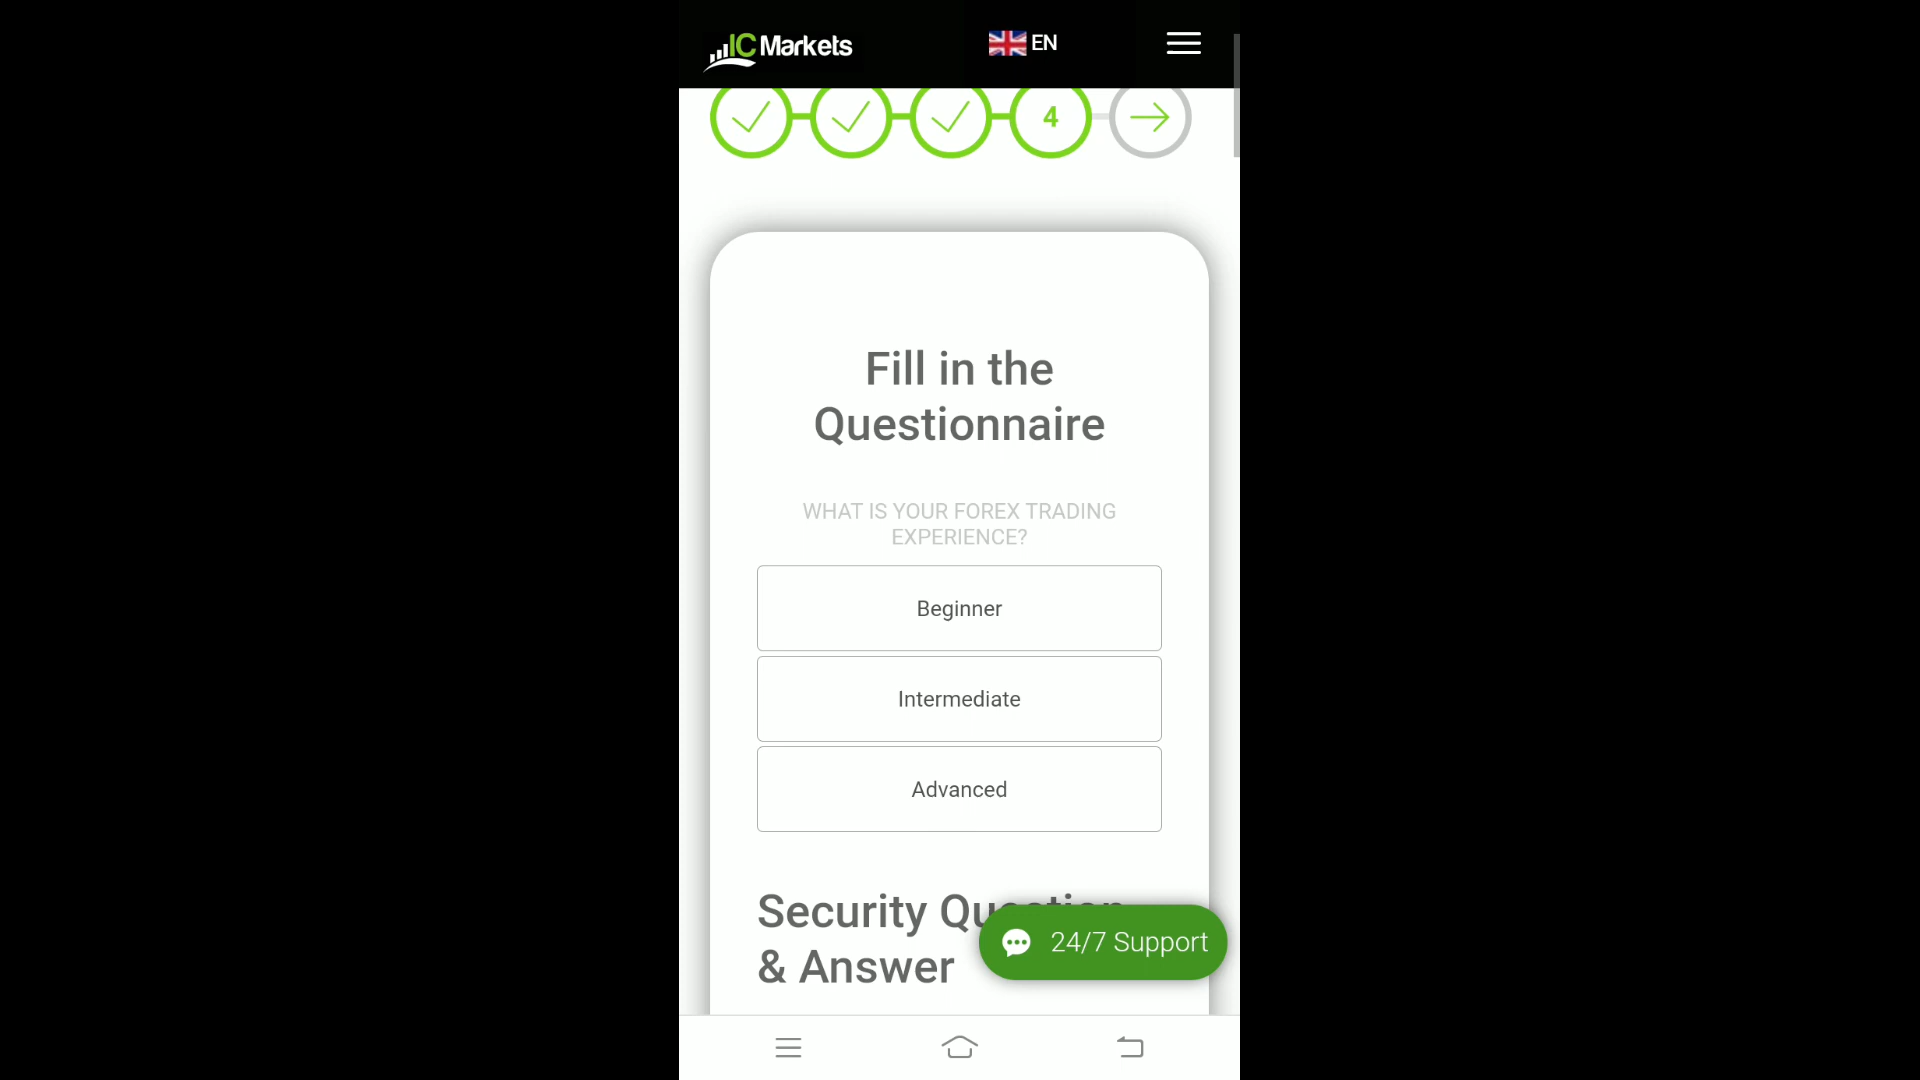 IC Markets
EN
4
Fill in the
Questionnaire
WHAT IS YOUR FOREX TRADING
EXPERIENCE?
Beginner
Intermediate
Advanced
Security Question
& Answer
24/7 Support